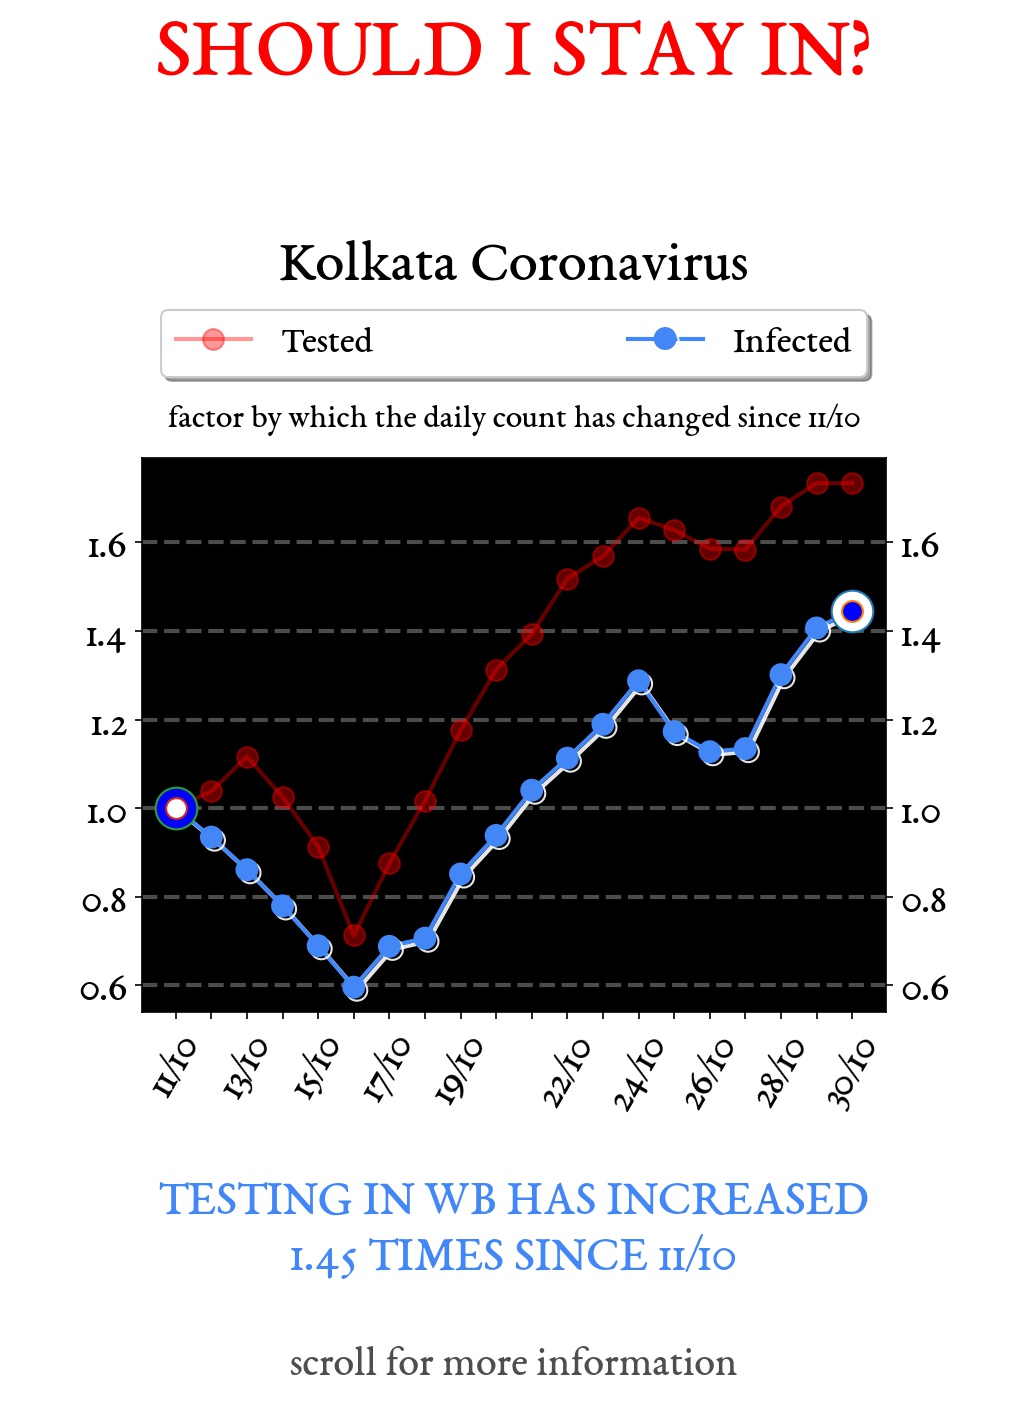 SHOULD I STAY IN?
Kolkata Coronavirus
Tested Infected
factor by which the daily count has changed since 11/10
1.6 1.6
1.4 1.4
1.2 1.2
1.0 1.0
0.8 0.8
0.6 0.6
11/10 13/10 15/10 17/10 19/10 22/10 24/10 26/10 28/10 30/10
TESTING IN WB HAS INCREASED
1.45 TIMES SINCE 11/10
scroll for more information